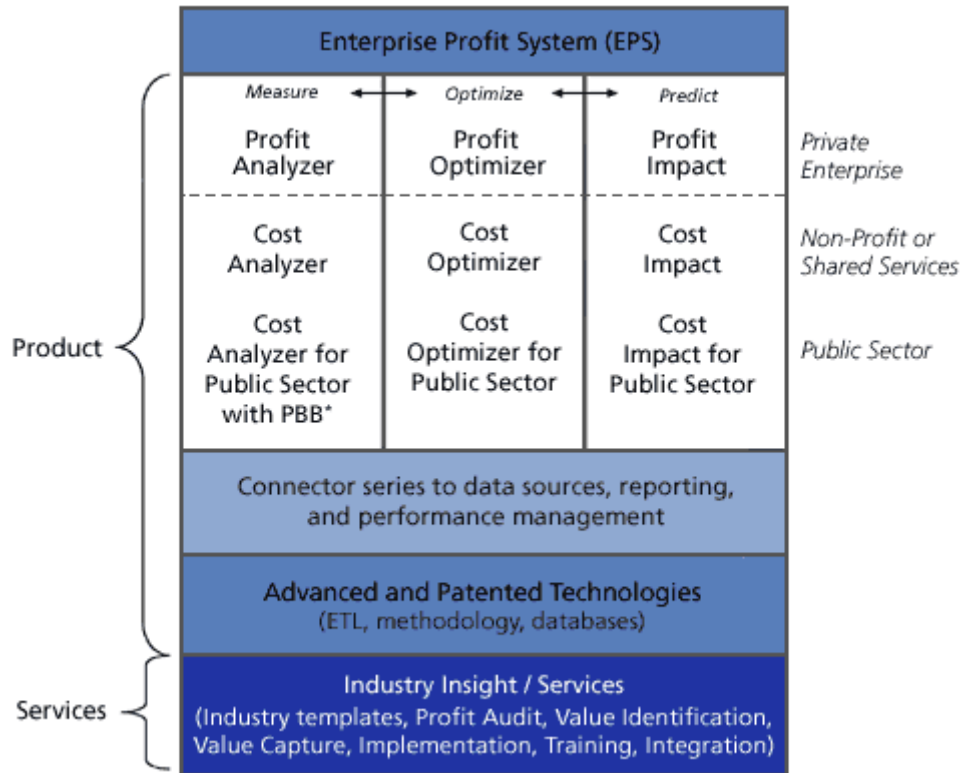 Enterprise Profit System (EPS)
Measure
Optimize
Predict
Profit
Analyzer
Profit
Optimizer
Profit
Impact
Private
Enterprise
Cost
Analyzer
Cost
Optimizer
Cost
Impact
Non-Profit or
Shared Services
Product
Cost
Analyzer for
Public Sector
with PBB*
Cost
Optimizer for
Public Sector
Cost
Impact for
Public Sector
Public Sector
Connector series to data sources, reporting,
and performance management
Advanced and Patented Technologies
(ETL, methodology, databases)
Services
Industry Insight / Services
(Industry templates, Profit Audit, Value Identification,
Value Capture, Implementation, Training, Integration)